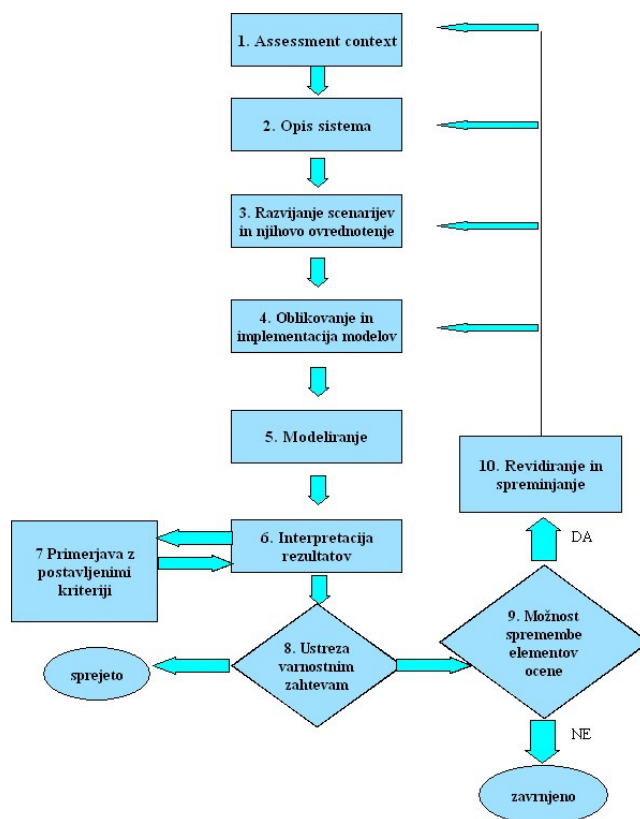 1. Assessment context
2. Opis sistema
3. Razvijanje scenarijev
in njihovo ovrednotenje
4. Oblikovanje in
implementacija modelov
5. Modeliranje
10. Revidiranje in
spreminjanje
6. Interpretacija
rezultatov
7 Primerjava z
postavljenimi
kriteriji
DA
8. Ustreza
varnostnim
zahtevam
9. Možnost
spremembe
elementov
ocene
sprejeto
NE
zavrnjeno